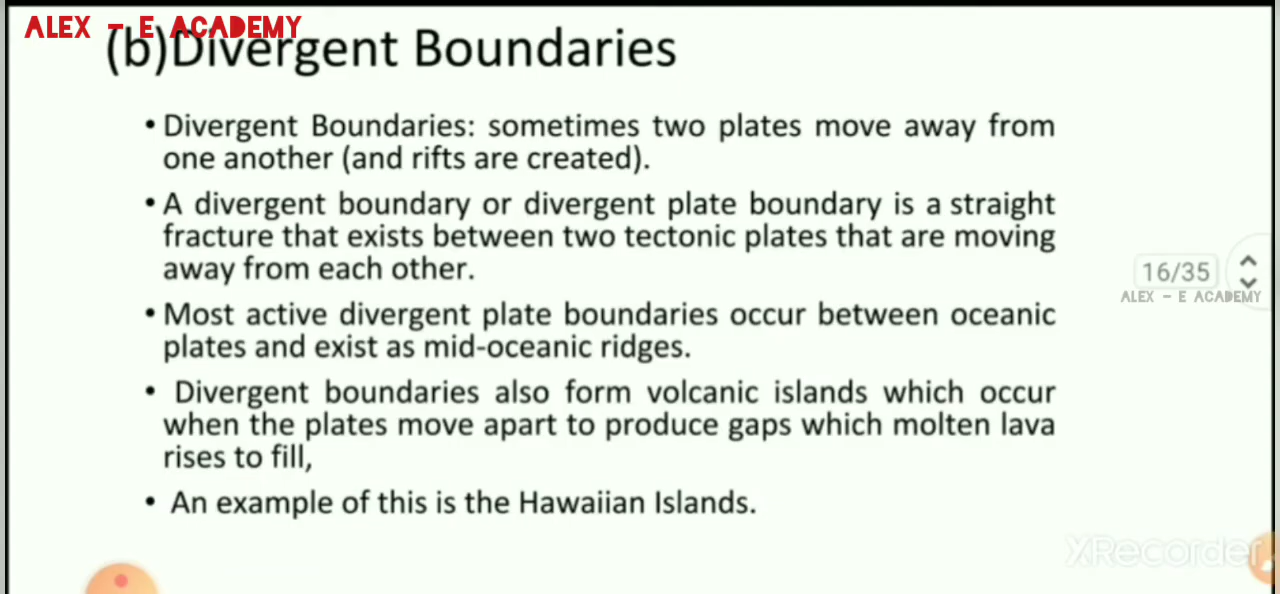 ALEX - E ACADEMY
(b)Divergent Boundaries
• Divergent Boundaries: sometimes two plates move away from
one another (and rifts are created).
• A divergent boundary or divergent plate boundary is a straight
fracture that exists between two tectonic plates that are moving
away from each other.
16/35
ALEX - E ACADEMY
• Most active divergent plate boundaries occur between oceanic
plates and exist as mid-oceanic ridges.
• Divergent boundaries also form volcanic islands which occur
when the plates move apart to produce gaps which molten lava
rises to fill,
• An example of this is the Hawaiian Islands.
XRecorder